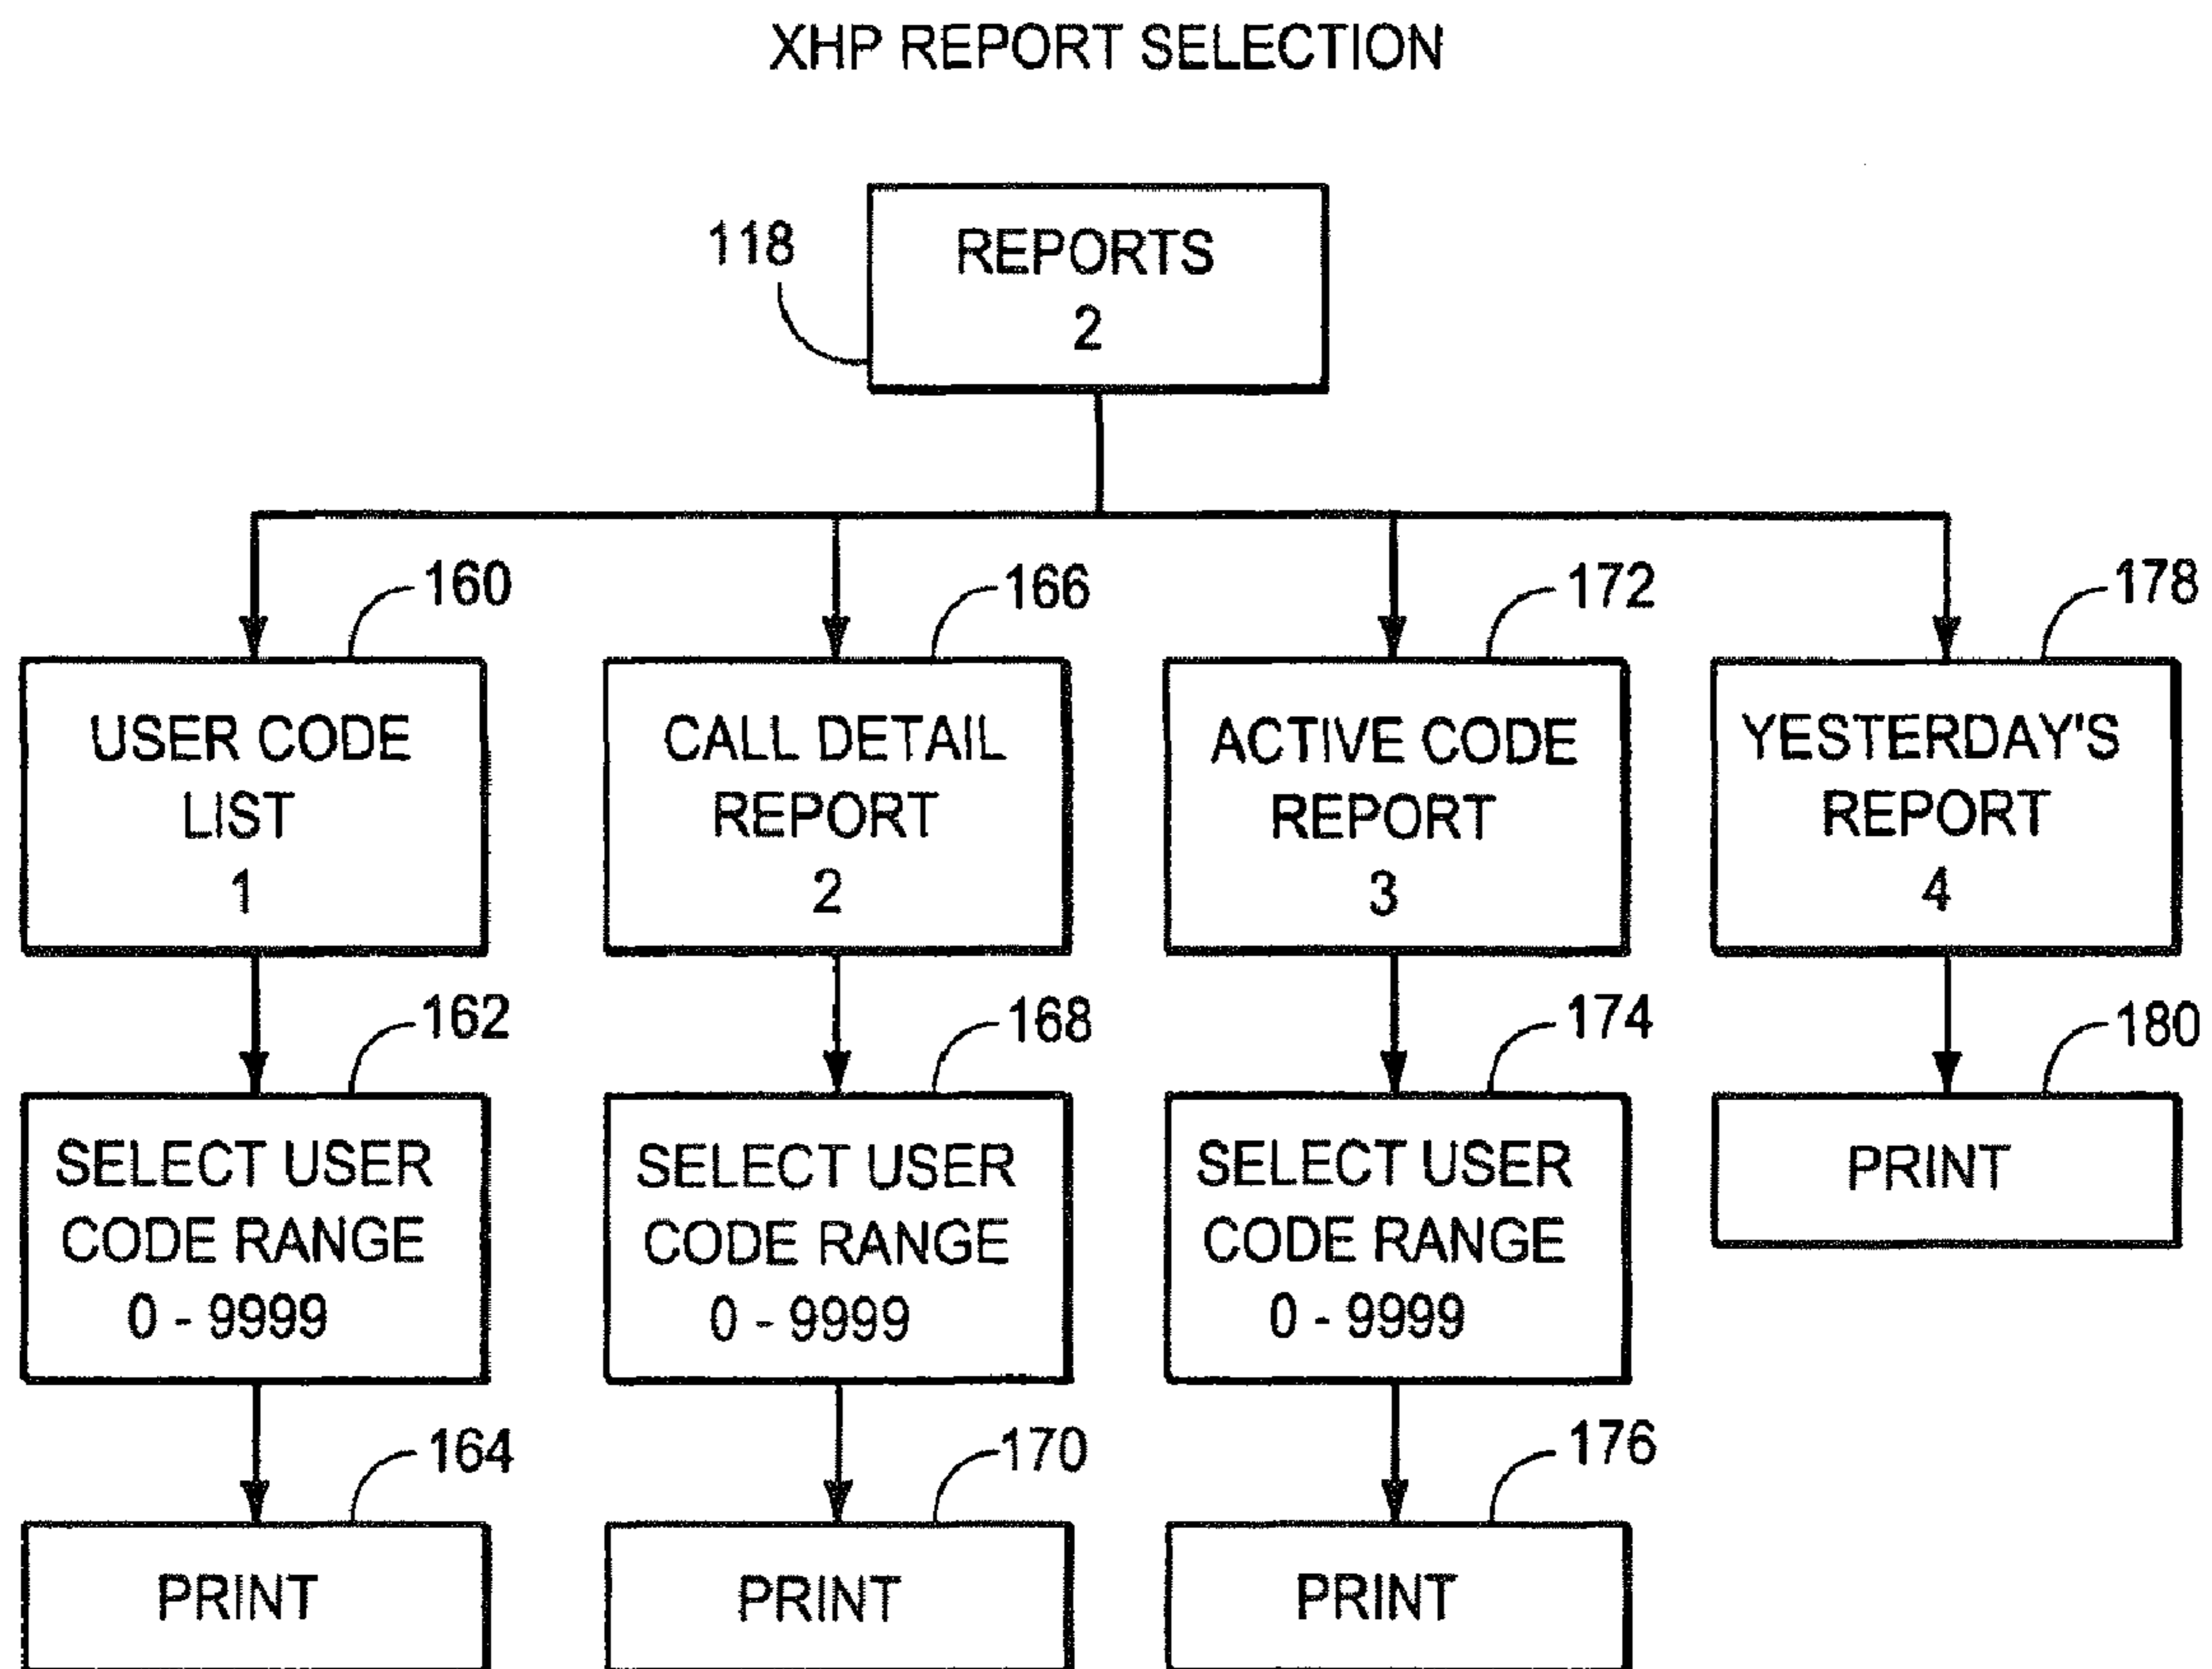 XHP REPORT SELECTION
118
REPORTS
2
160
166
172
178
USER CODE
LIST
1
CALL DETAIL
REPORT
2
ACTIVE CODE
REPORT
3
YESTERDAY'S
REPORT
4
162
168
174
180
SELECT USER
CODE RANGE
0 - 9999
SELECT USER
CODE RANGE
0 - 9999
SELECT USER
CODE RANGE
0 - 9999
PRINT
164
170
176
PRINT
PRINT
PRINT